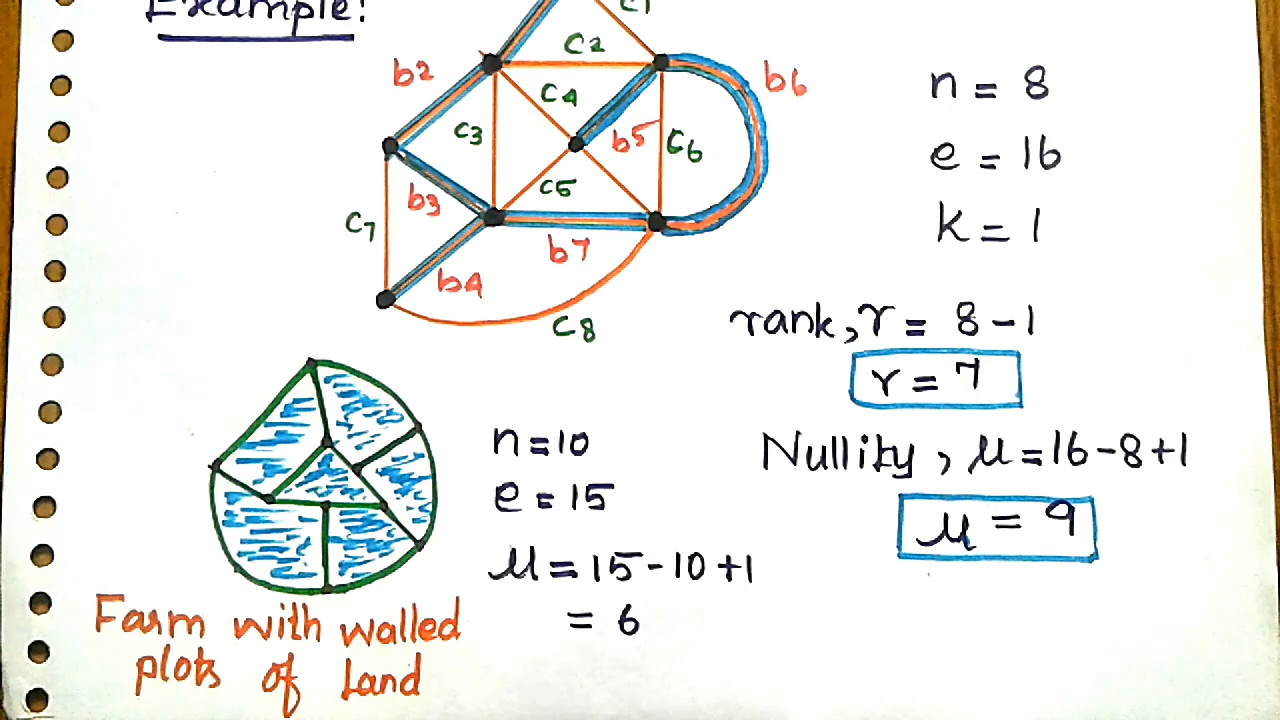 Example:
c1
c2
b2
b6
c4
c3
b5
c6
c5
b3
c7
b7
b4
c8
n = 8
e = 16
k = 1
rank, r = 8 - 1
r = 7
Nullity, μ = 16 - 8 + 1
μ = 9
n = 10
e = 15
μ = 15 - 10 + 1
= 6
Farm with walled
plots of Land